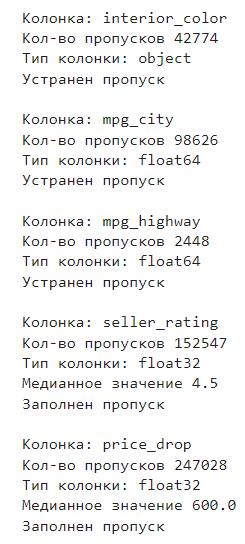 Колонка: interior_color
Кол-во пропусков 42774
Тип колонки: object
Устранен пропуск
Колонка: mpg_city
Кол-во пропусков 98626
Тип колонки: float64
Устранен пропуск
Колонка: mpg_highway
Кол-во пропусков 2448
Тип колонки: float64
Устранен пропуск
Колонка: seller_rating
Кол-во пропусков 152547
Тип колонки: float32
Медианное значение 4.5
Заполнен пропуск
Колонка: price_drop
Кол-во пропусков 247028
Тип колонки: float32
Медианное значение 600.0
Заполнен пропуск